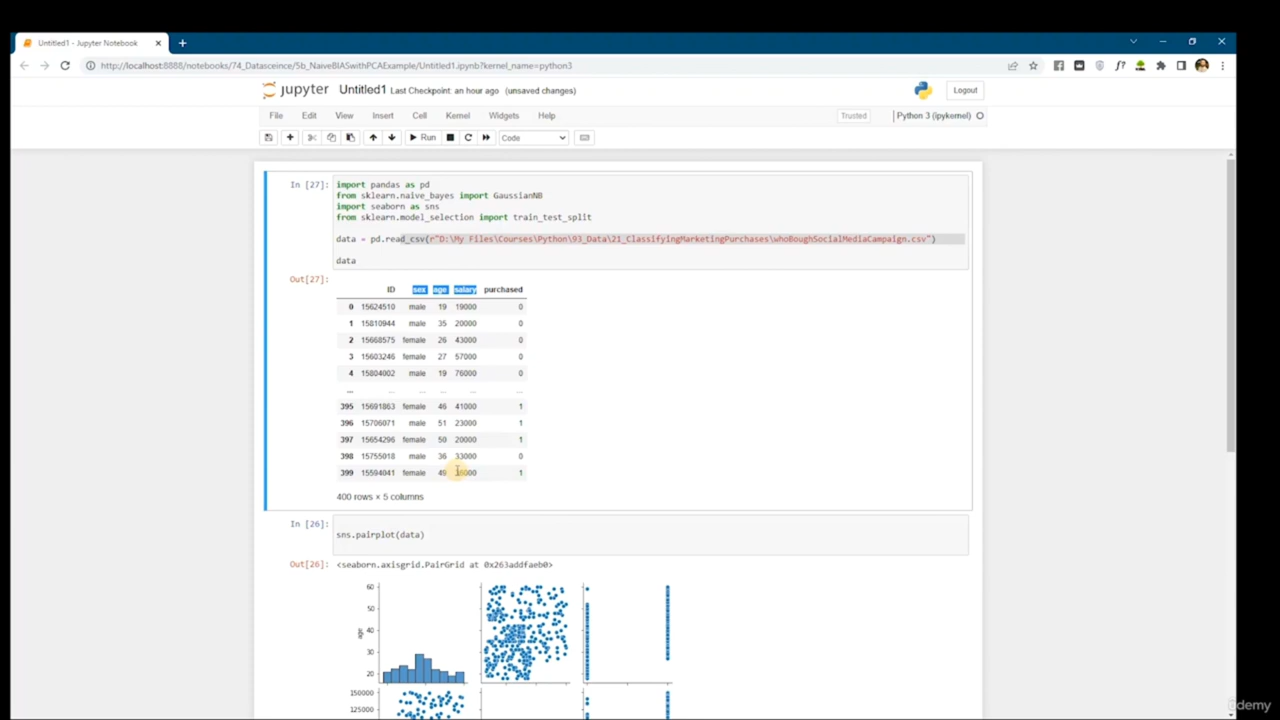 Untitled1 - Jupyter Notebook
http://localhost:8888/notebooks/74_Datasceince/5b_NaiveBIASwithPCAExample/Untitled1.ipynb?kernel_name=python3
jupyter Untitled1 Last Checkpoint: an hour ago (unsaved changes) Logout
File Edit View Insert Cell Kernel Widgets Help Trusted Python 3 (ipykernel)
Run Code
In [27]: import pandas as pd
from sklearn.naive_bayes import GaussianNB
import seaborn as sns
from sklearn.model_selection import train_test_split
data = pd.read_csv(r"D:\My Files\Courses\Python\93_Data\21_ClassifyingMarketingPurchases\whoBoughSocialMediaCampaign.csv")
data
Out[27]:
ID sex age salary purchased
0 15624510 male 19 19000 0
1 15810944 male 35 20000 0
2 15668575 female 26 43000 0
3 15603246 female 27 57000 0
4 15804002 male 19 76000 0
... ... ... ... ... ...
395 15691863 female 46 41000 1
396 15706071 male 51 23000 1
397 15654296 female 50 20000 1
398 15755018 male 36 33000 0
399 15594041 female 49 36000 1
400 rows × 5 columns
In [26]:
sns.pairplot(data)
Out[26]: <seaborn.axisgrid.PairGrid at 0x263addfaeb0>
60
50
40
30
20
age
150000
125000
ûdemy